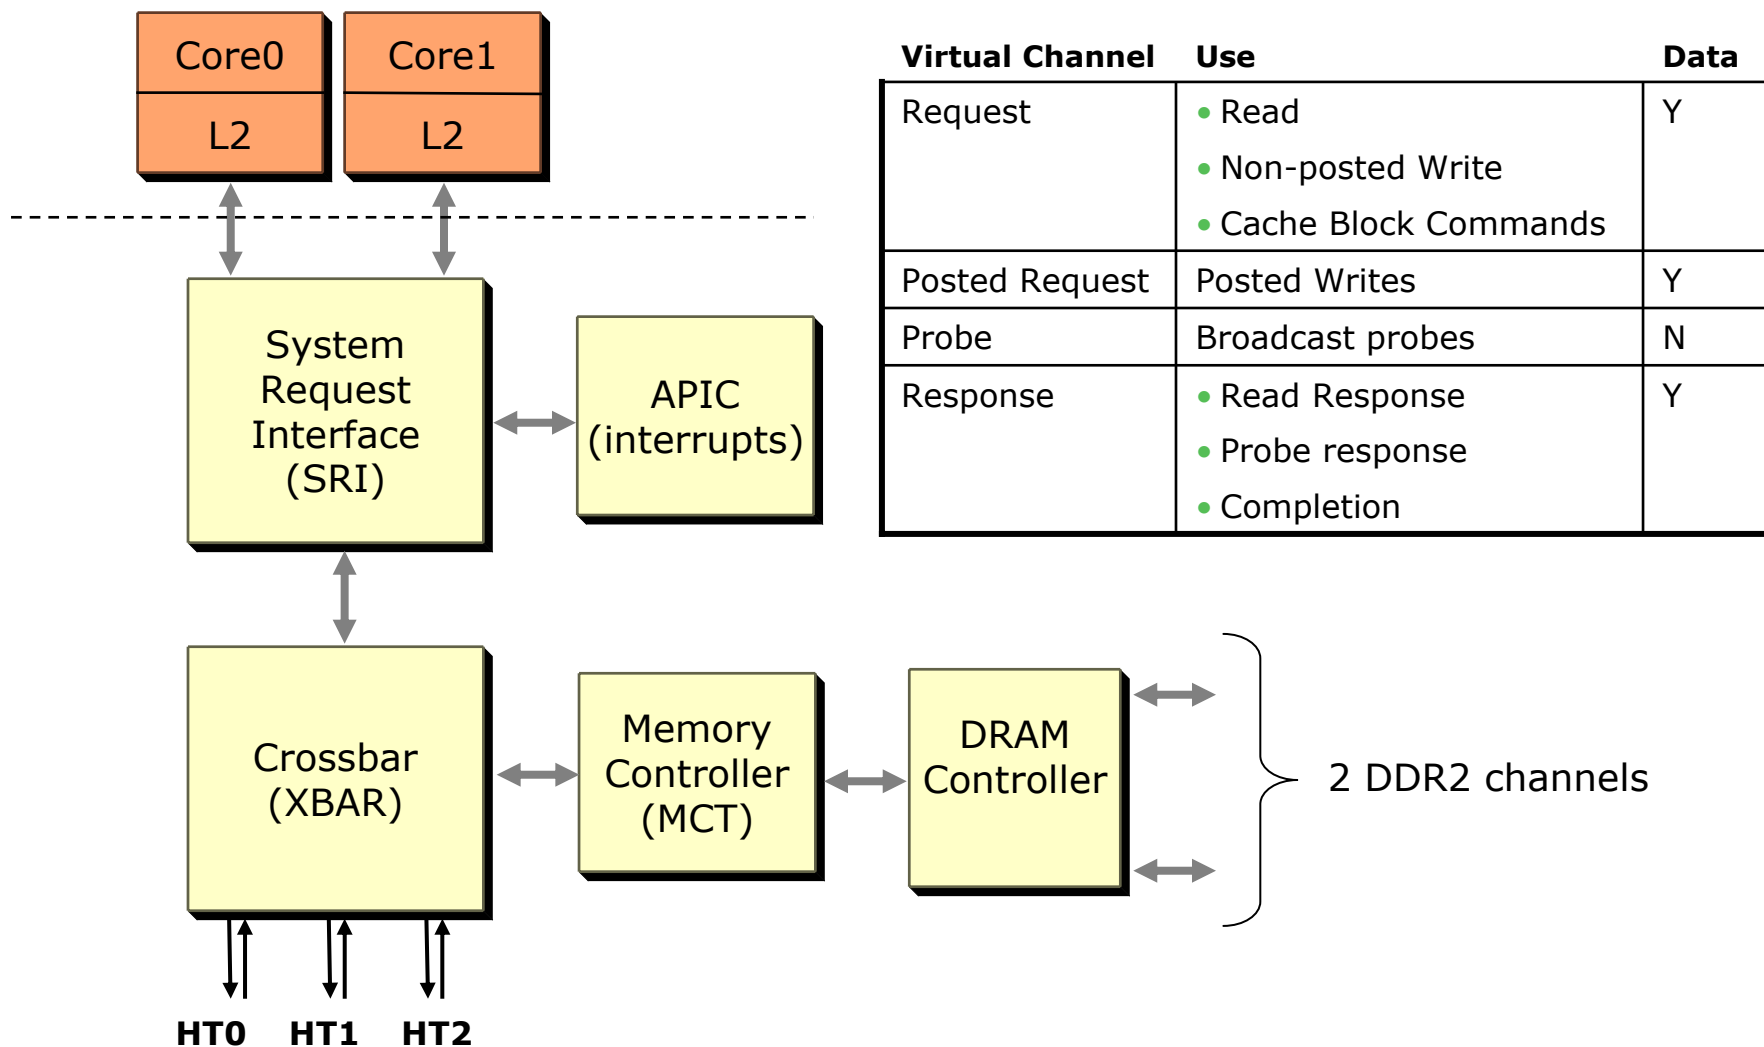 Core0
L2
Core1
L2
System
Request
Interface
(SRI)
APIC
(interrupts)
Crossbar
(XBAR)
Memory
Controller
(MCT)
DRAM
Controller
2 DDR2 channels
HT0 HT1 HT2
Virtual Channel Use Data
Request • Read Y
• Non-posted Write
• Cache Block Commands
Posted Request Posted Writes Y
Probe Broadcast probes N
Response • Read Response Y
• Probe response
• Completion